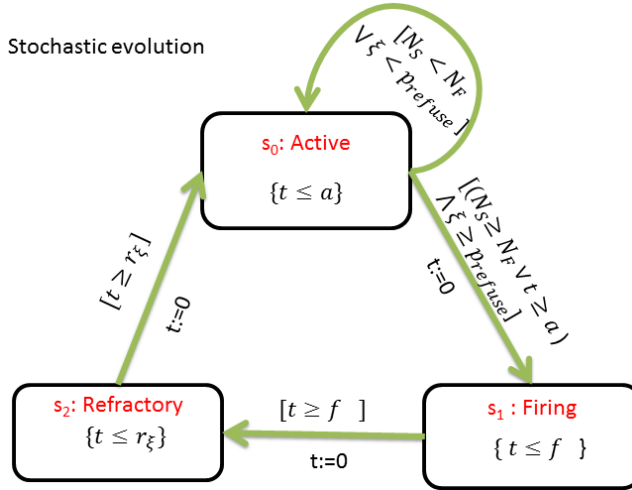 Stochastic evolution
[N_S < N_F
∨ ξ < p_refuse ]
s₀: Active
{t ≤ a}
[(N_S ≥ N_F ∨ t ≥ a )
∧ ξ ≥ p_refuse]
t:=0
[t ≥ r_ξ]
t:=0
s₂: Refractory
{t ≤ r_ξ}
[t ≥ f ]
t:=0
s₁ : Firing
{ t ≤ f }